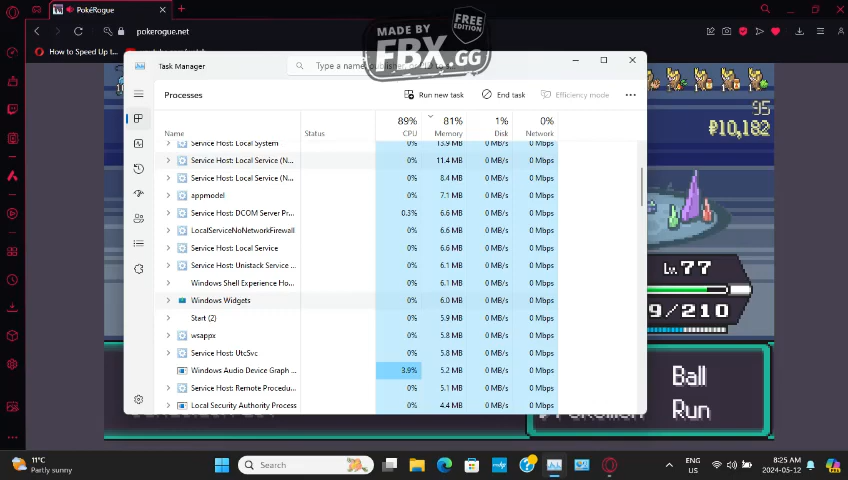 PokéRogue
MADE BY
FREE
EDITION
FBX.GG
pokerogue.net
How to Speed Up t
Task Manager
Type a name, publisher,
Processes
Run new task
End task
Efficiency mode
89% 81% 1% 0%
Name Status CPU Memory Disk Network
Service Host: Local System 0% 13.9 MB 0 MB/s 0 Mbps
Service Host: Local Service (N... 0% 11.4 MB 0 MB/s 0 Mbps
Service Host: Local Service (N... 0% 8.4 MB 0 MB/s 0 Mbps
appmodel 0% 7.1 MB 0 MB/s 0 Mbps
Service Host: DCOM Server Pr... 0.3% 6.6 MB 0 MB/s 0 Mbps
LocalServiceNoNetworkFirewall 0% 6.6 MB 0 MB/s 0 Mbps
Service Host: Local Service 0% 6.6 MB 0 MB/s 0 Mbps
Service Host: Unistack Service ... 0% 6.1 MB 0 MB/s 0 Mbps
Windows Shell Experience Ho... 0% 6.1 MB 0 MB/s 0 Mbps
Windows Widgets 0% 6.0 MB 0 MB/s 0 Mbps
Start (2) 0% 5.9 MB 0 MB/s 0 Mbps
wsappx 0% 5.8 MB 0 MB/s 0 Mbps
Service Host: UtcSvc 0% 5.8 MB 0 MB/s 0 Mbps
Windows Audio Device Graph ... 3.9% 5.2 MB 0 MB/s 0 Mbps
Service Host: Remote Procedu... 0% 5.1 MB 0 MB/s 0 Mbps
Local Security Authority Process 0% 4.4 MB 0 MB/s 0 Mbps
95
₽10,182
Lv.77
9/210
Ball
Run
11°C
Partly sunny
Search
ENG
US
8:25 AM
2024-05-12